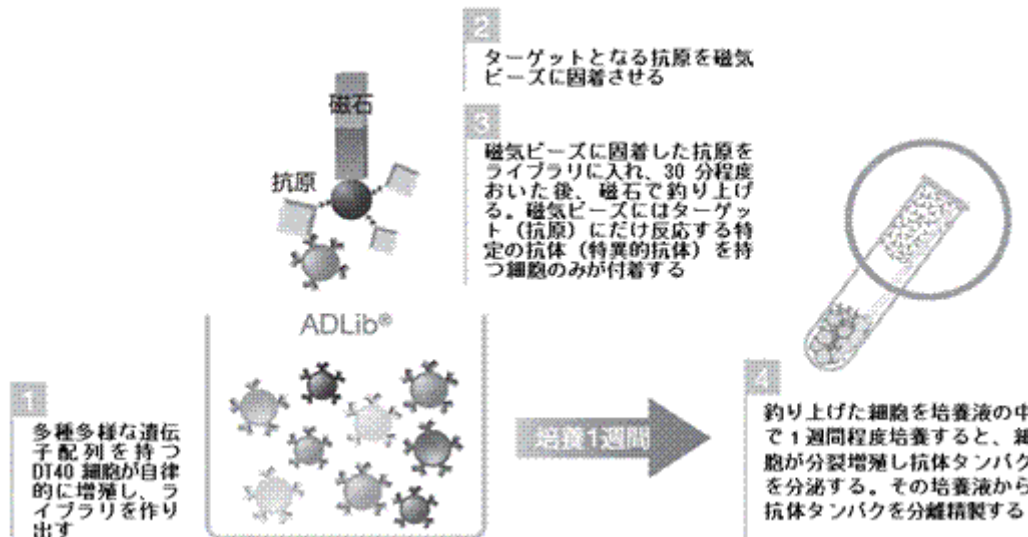 2
ターゲットとなる抗原を磁気
ビーズに固着させる
磁石
3
磁気ビーズに固着した抗原を
ライブラリに入れ、30 分程度
おいた後、磁石で釣り上げ
る。磁気ビーズにはターゲッ
ト（抗原）にだけ反応する特
定の抗体（特異的抗体）を持
つ細胞のみが付着する
抗原
ADLib®
1
多種多様な遺伝
子配列を持つ
DT40 細胞が自律
的に増殖し、ラ
イブラリを作り
出す
培養1週間
4
釣り上げた細胞を培養液の中
で1週間程度培養すると、細
胞が分裂増殖し抗体タンパク
を分泌する。その培養液から
抗体タンパクを分離精製する